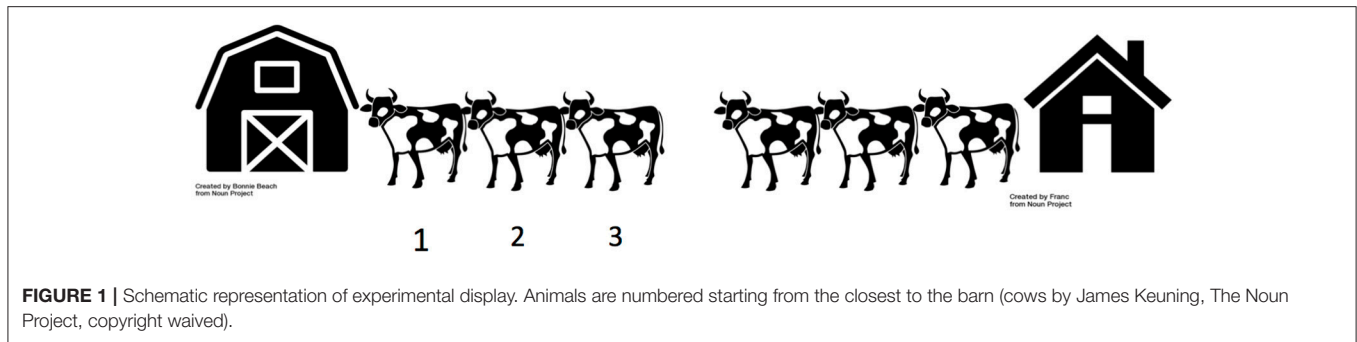 Created by Bonnie Beach
from Noun Project
Created by Franc
from Noun Project
1 2 3
FIGURE 1 | Schematic representation of experimental display. Animals are numbered starting from the closest to the barn (cows by James Keuning, The Noun
Project, copyright waived).